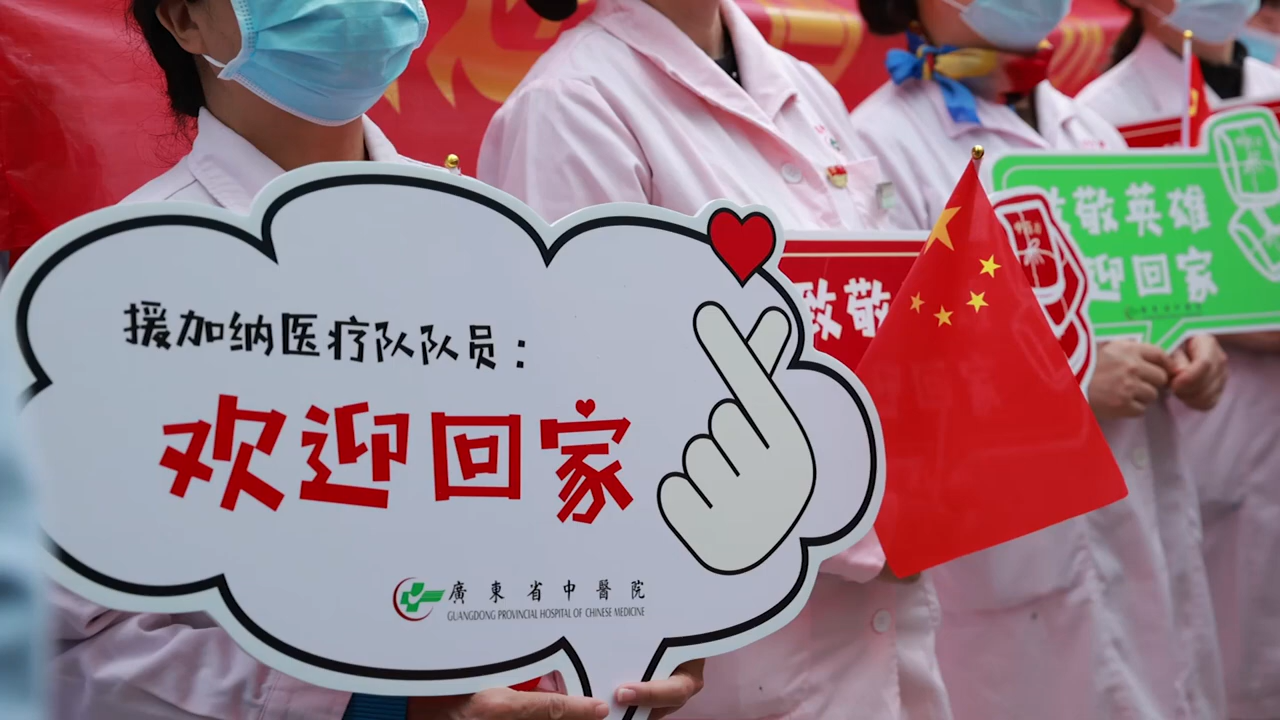 援加纳医疗队队员：
欢迎回家
廣東省中醫院
GUANGDONG PROVINCIAL HOSPITAL OF CHINESE MEDICINE
致敬
致敬英雄
迎回家